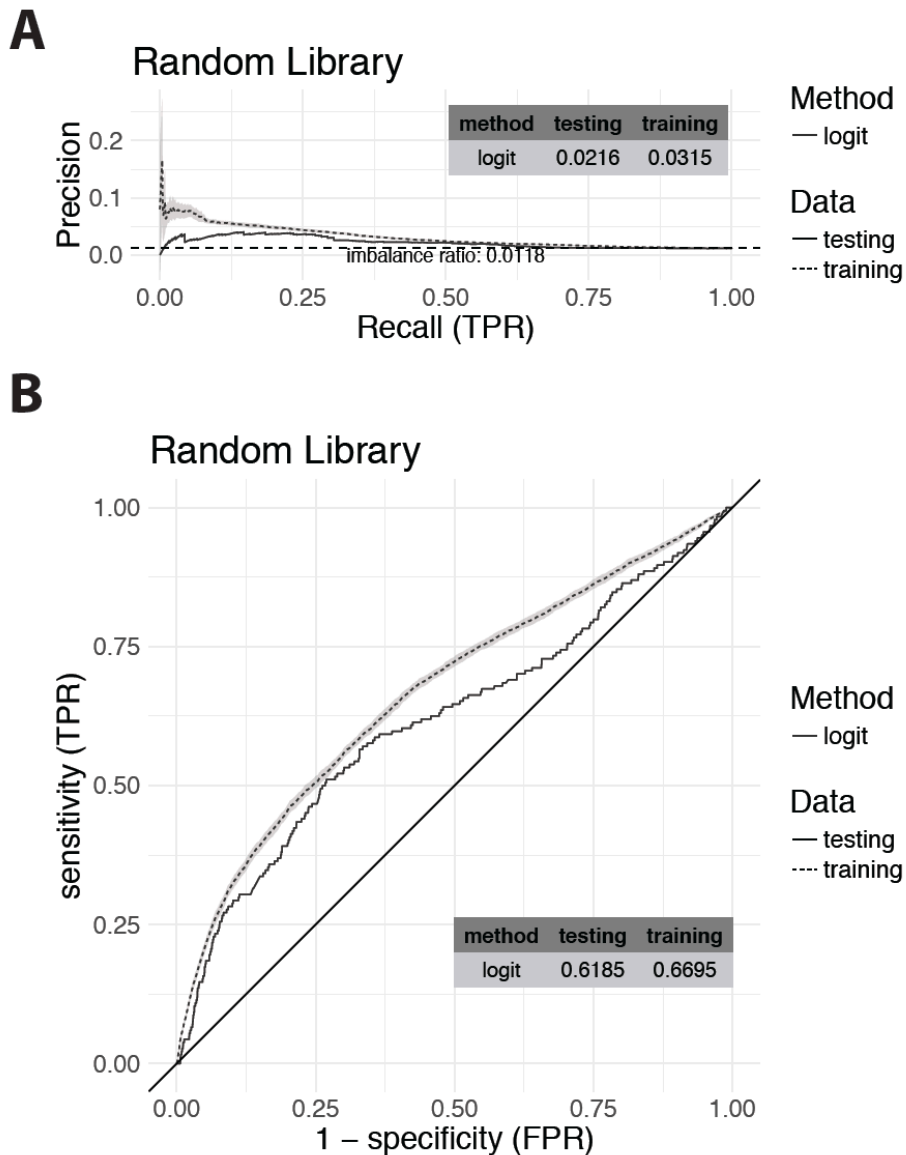 A
Random Library
Precision
0.2
0.1
0.0
method testing training
logit 0.0216 0.0315
imbalance ratio: 0.0118
0.00 0.25 0.50 0.75 1.00
Recall (TPR)
Method
logit
Data
testing
training
B
Random Library
sensitivity (TPR)
1.00
0.75
0.50
0.25
0.00
method testing training
logit 0.6185 0.6695
0.00 0.25 0.50 0.75 1.00
1 − specificity (FPR)
Method
logit
Data
testing
training